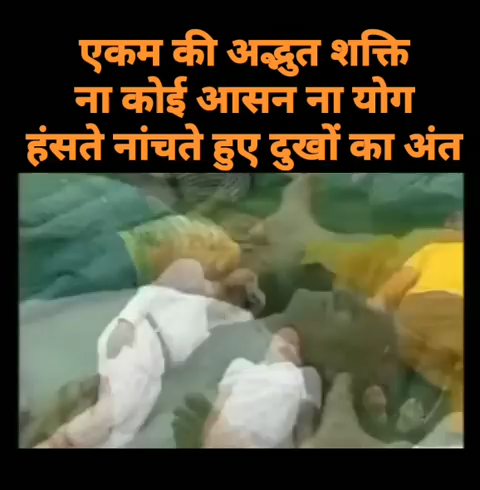 एकम की अद्भुत शक्ति
ना कोई आसन ना योग
हंसते नांचते हुए दुखों का अंत